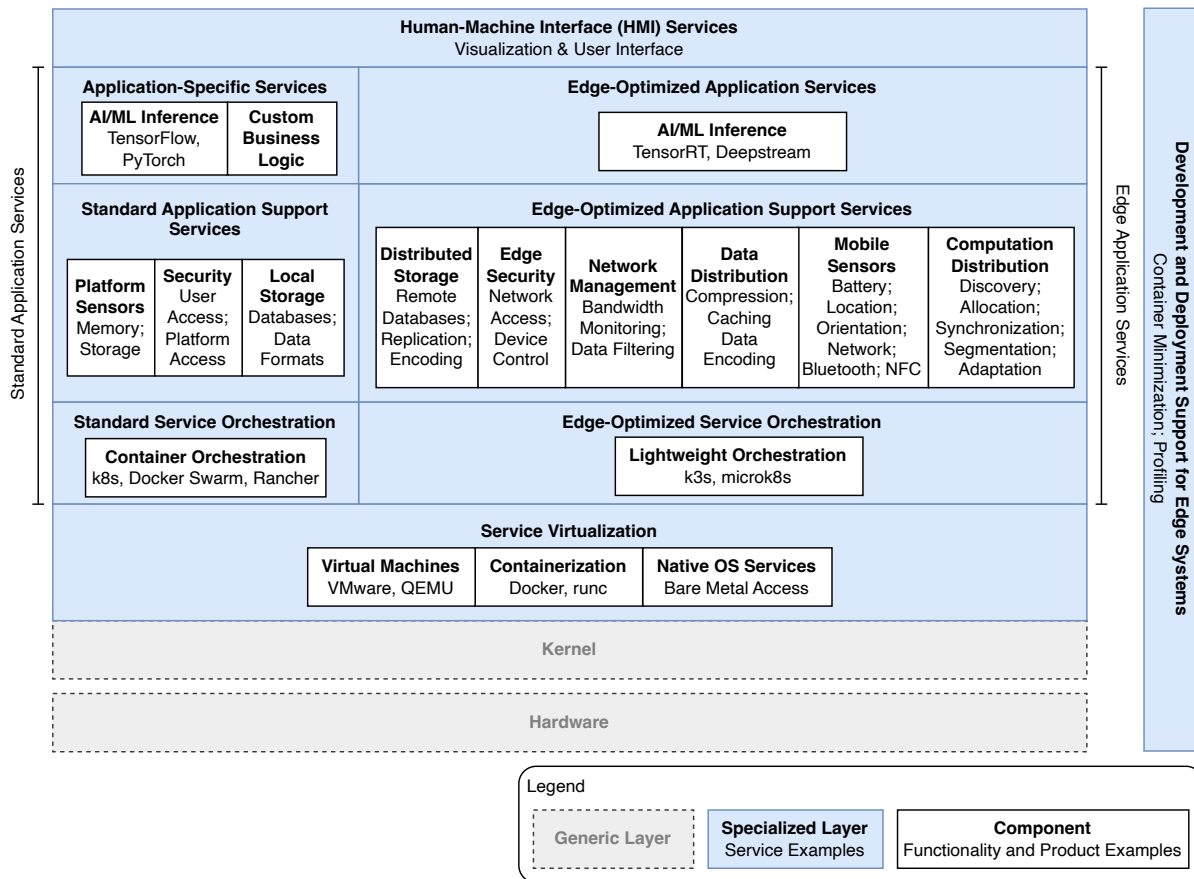 Human-Machine Interface (HMI) Services
Visualization & User Interface
Standard Application Services
Application-Specific Services
AI/ML Inference
TensorFlow,
PyTorch
Custom
Business
Logic
Edge-Optimized Application Services
AI/ML Inference
TensorRT, Deepstream
Standard Application Support
Services
Platform
Sensors
Memory;
Storage
Security
User
Access;
Platform
Access
Local
Storage
Databases;
Data
Formats
Edge-Optimized Application Support Services
Distributed
Storage
Remote
Databases;
Replication;
Encoding
Edge
Security
Network
Access;
Device
Control
Network
Management
Bandwidth
Monitoring;
Data Filtering
Data
Distribution
Compression;
Caching
Data
Encoding
Mobile
Sensors
Battery;
Location;
Orientation;
Network;
Bluetooth; NFC
Computation
Distribution
Discovery;
Allocation;
Synchronization;
Segmentation;
Adaptation
Standard Service Orchestration
Container Orchestration
k8s, Docker Swarm, Rancher
Edge-Optimized Service Orchestration
Lightweight Orchestration
k3s, microk8s
Edge Application Services
Service Virtualization
Virtual Machines
VMware, QEMU
Containerization
Docker, runc
Native OS Services
Bare Metal Access
Kernel
Hardware
Development and Deployment Support for Edge Systems
Container Minimization; Profiling
Legend
Generic Layer
Specialized Layer
Service Examples
Component
Functionality and Product Examples